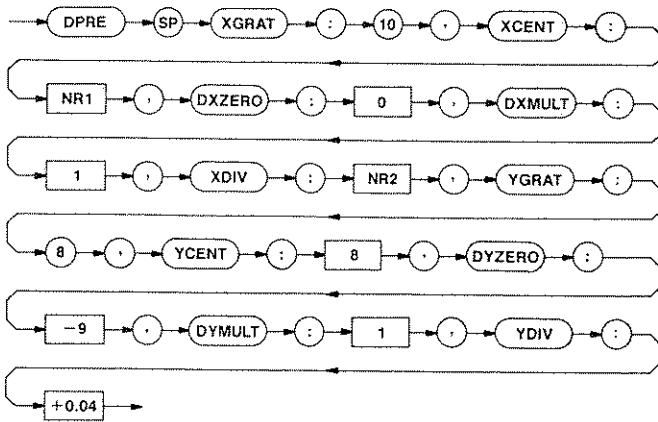 DPRE SP XGRAT : 10 , XCENT :
NR1 , DXZERO : 0 , DXMULT :
1 , XDIV : NR2 , YGRAT :
8 , YCENT : 8 , DYZERO :
-9 , DYMULT : 1 , YDIV :
+0.04